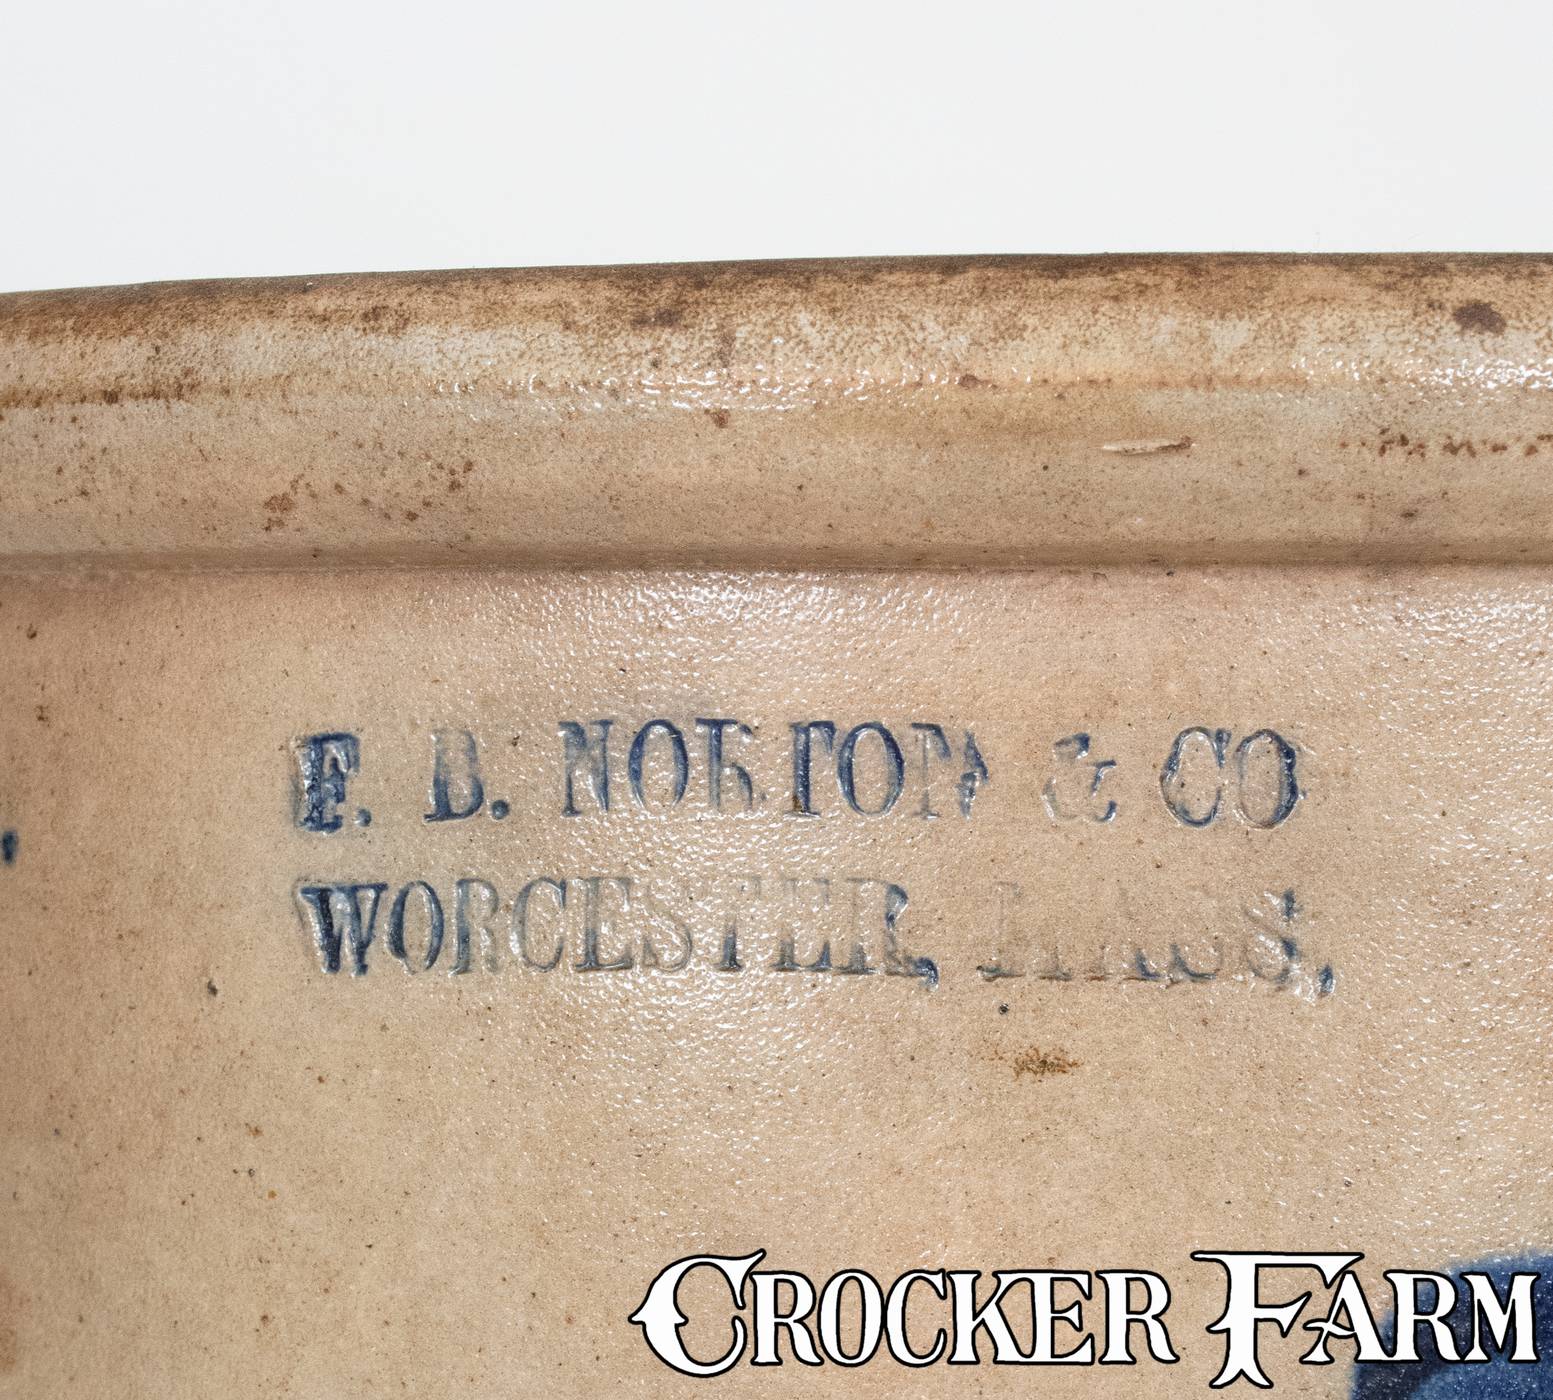 F. B. NORTON & CO
WORCESTER, MASS,
CROCKER FARM